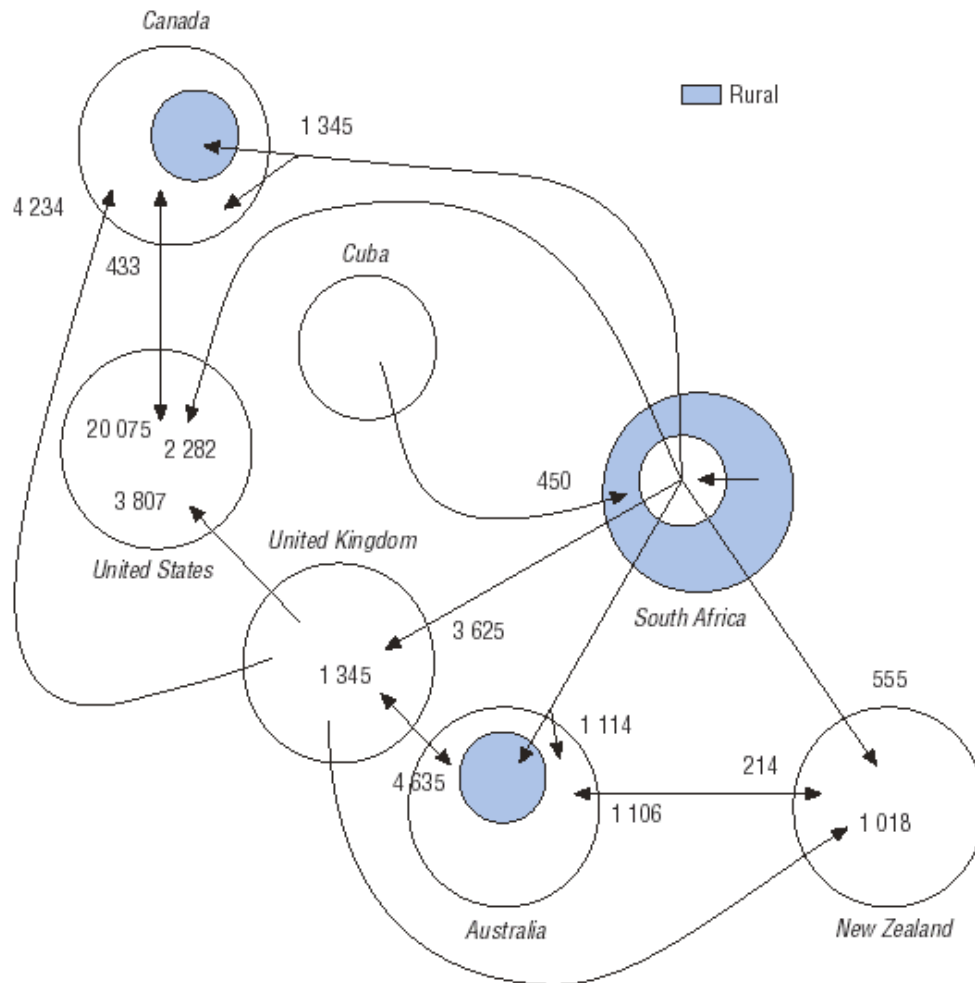 Canada
Rural
1 345
4 234
433
Cuba
20 075
2 282
3 807
450
United States
United Kingdom
South Africa
3 625
1 345
555
1 114
4 635
214
1 106
1 018
Australia
New Zealand